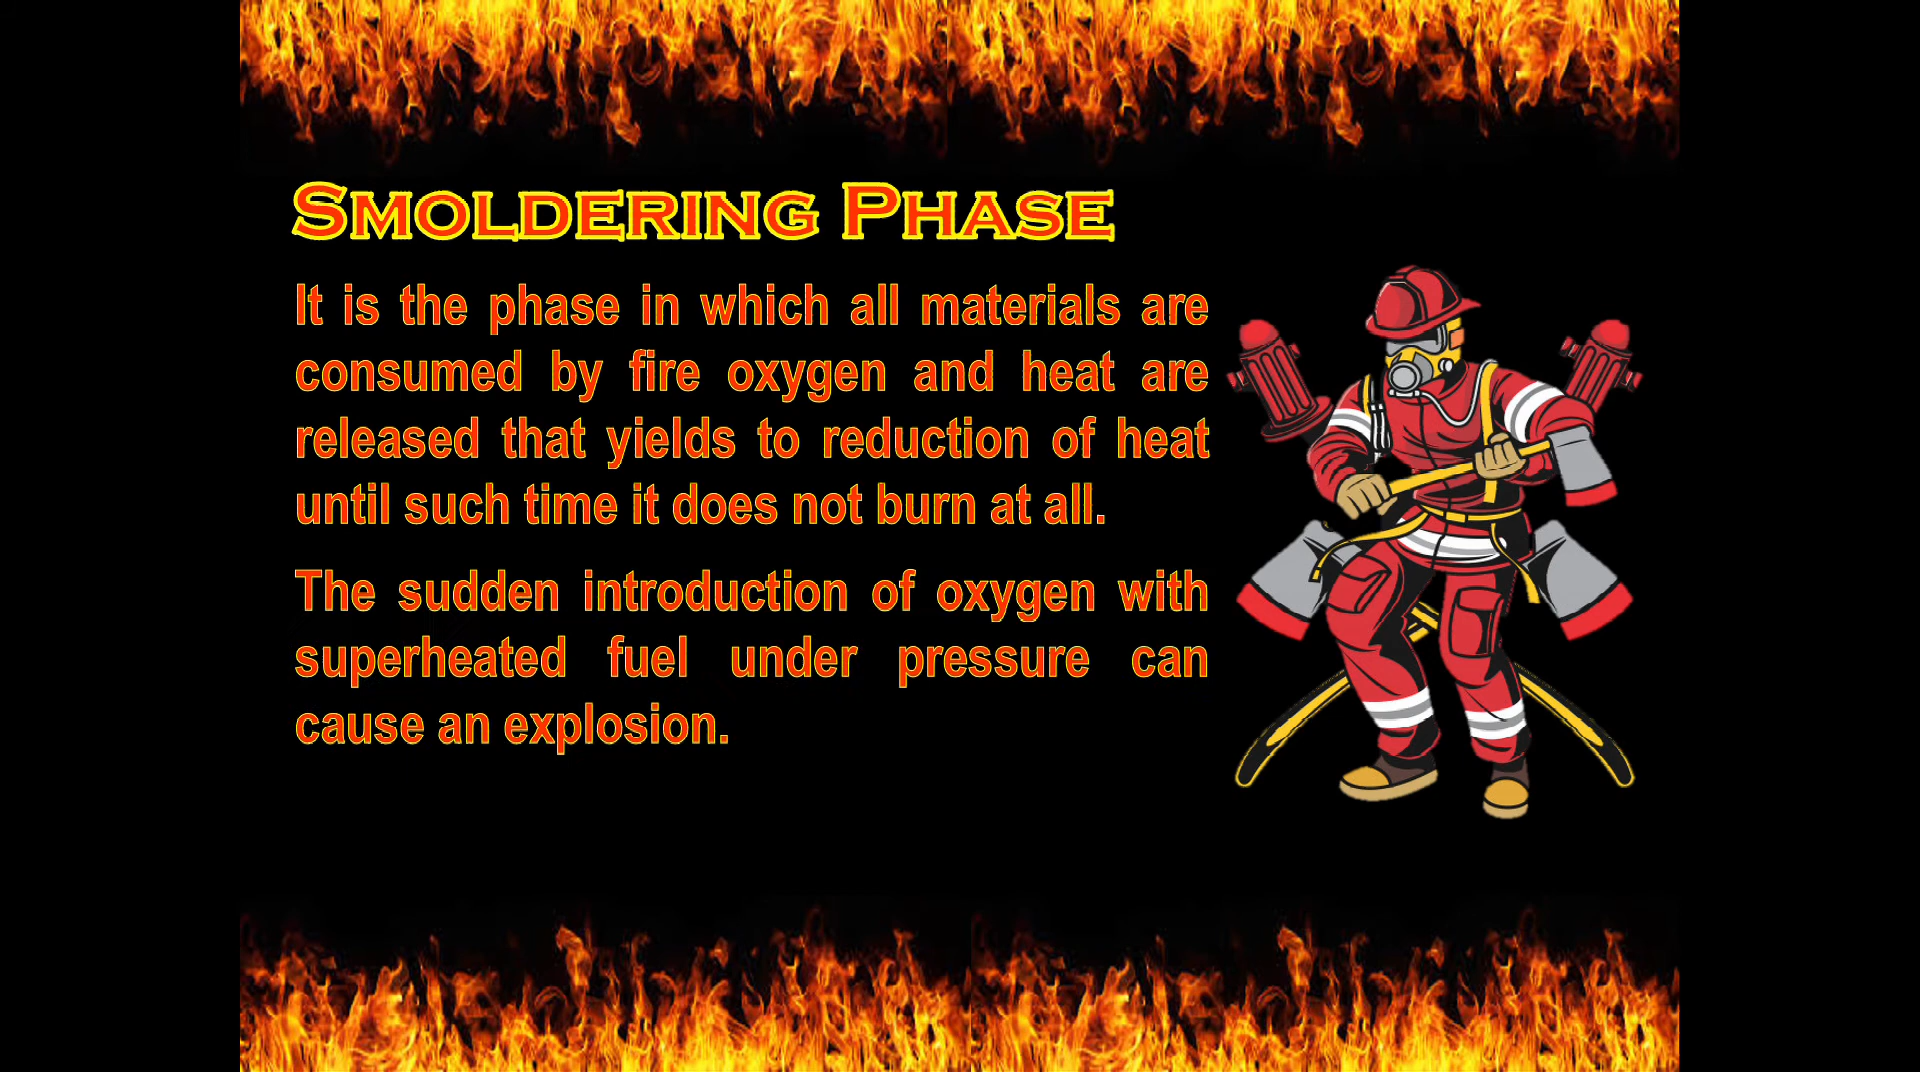 Smoldering Phase
It is the phase in which all materials are
consumed by fire oxygen and heat are
released that yields to reduction of heat
until such time it does not burn at all.
The sudden introduction of oxygen with
superheated fuel under pressure can
cause an explosion.